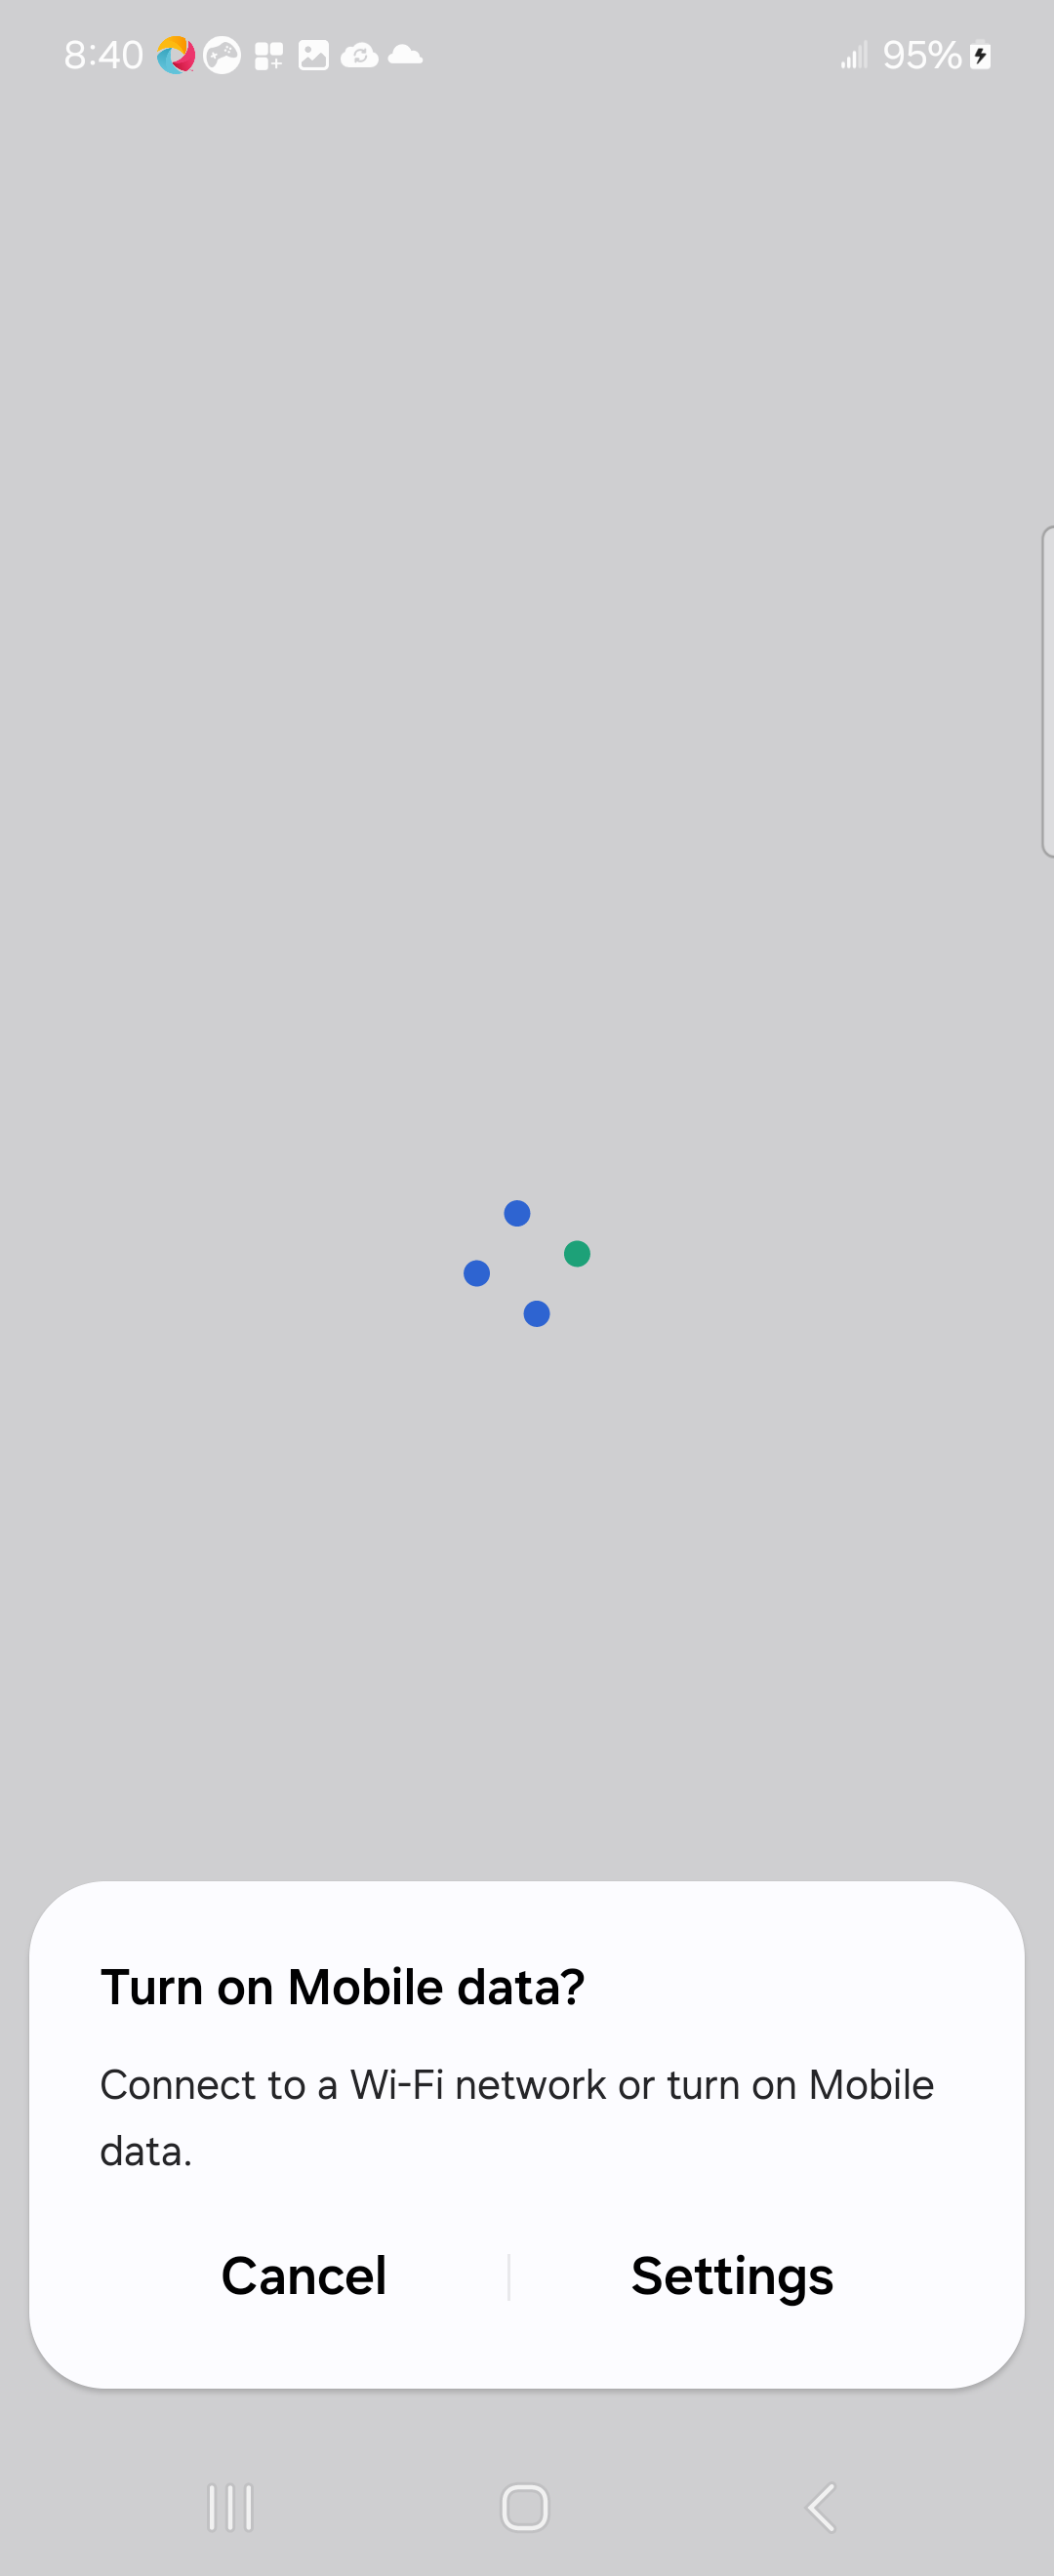 8:40 95%
Turn on Mobile data?
Connect to a Wi-Fi network or turn on Mobile
data.
Cancel Settings